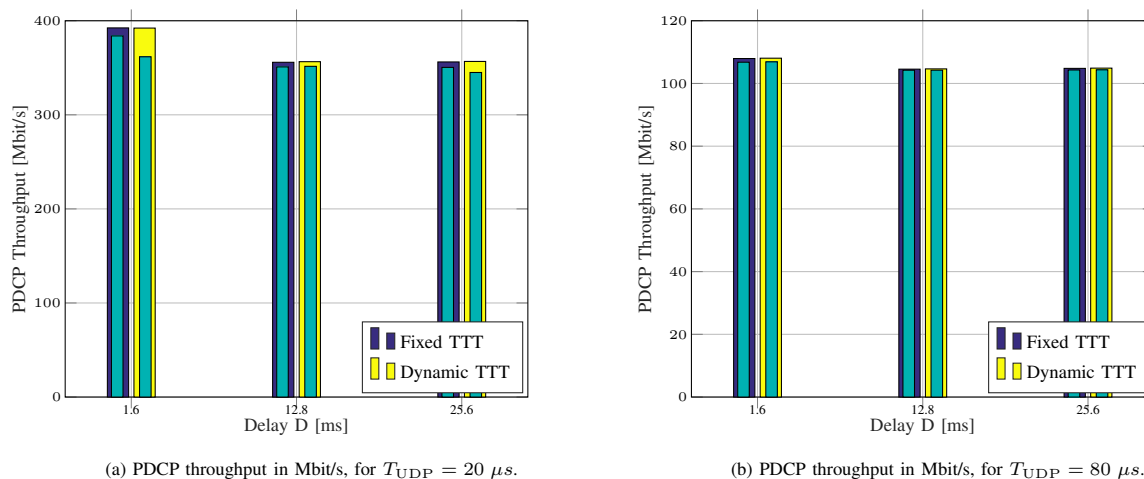 400
300
200
100
0
PDCP Throughput [Mbit/s]
1.6 12.8 25.6
Delay D [ms]
Fixed TTT
Dynamic TTT
(a) PDCP throughput in Mbit/s, for T_UDP = 20 μs.
120
100
80
60
40
20
0
PDCP Throughput [Mbit/s]
1.6 12.8 25.6
Delay D [ms]
Fixed TTT
Dynamic TTT
(b) PDCP throughput in Mbit/s, for T_UDP = 80 μs.